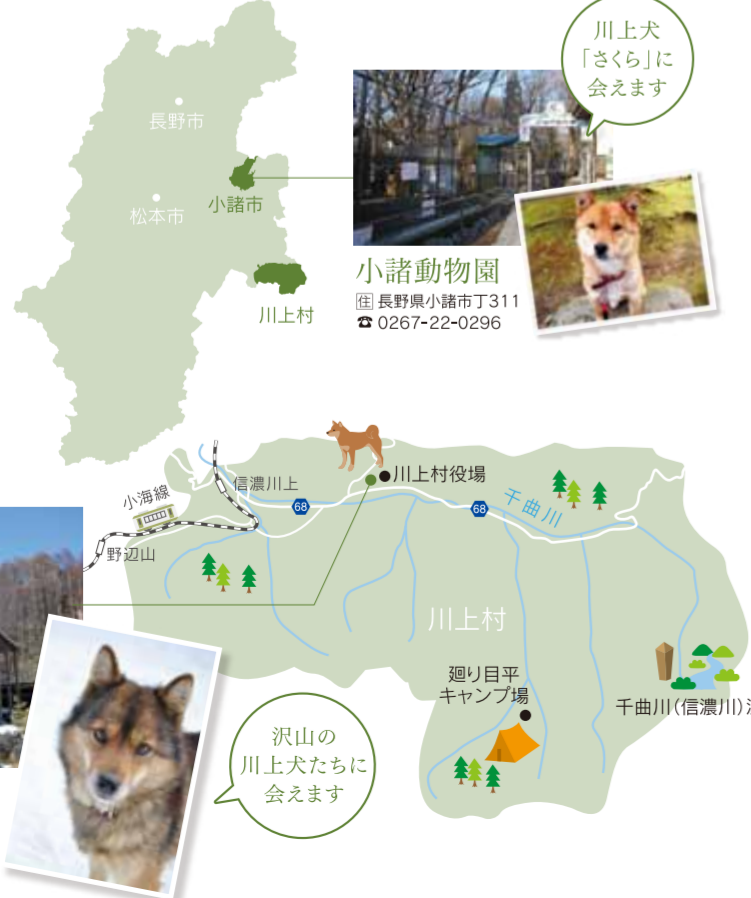 川上犬
「さくら」に
会えます
長野市
松本市
小諸市
川上村
小諸動物園
住 長野県小諸市丁311
☎ 0267-22-0296
川上村役場
信濃川上
小海線
68
68
千曲川
野辺山
川上村
廻り目平
キャンプ場
千曲川(信濃川)
沢山の
川上犬たちに
会えます